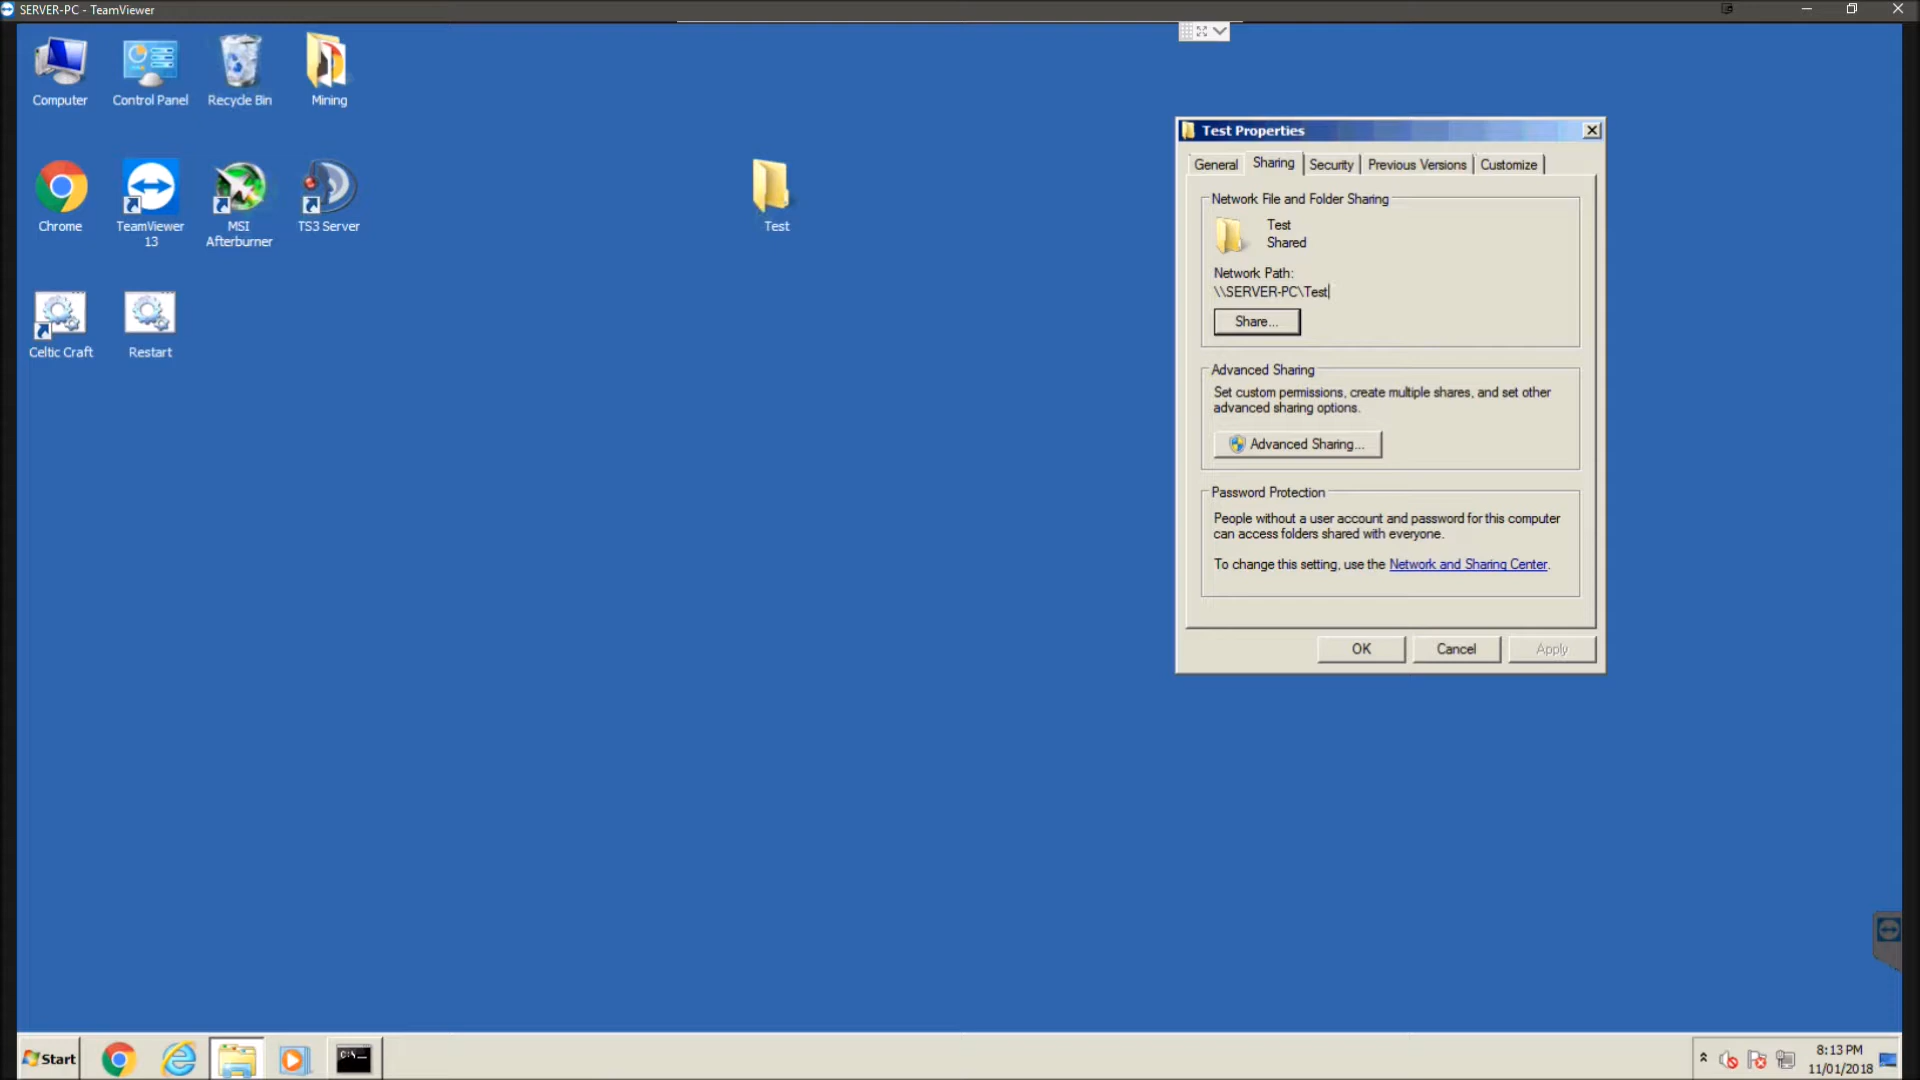 SERVER-PC - TeamViewer
Computer
Control Panel
Recycle Bin
Mining
Chrome
TeamViewer
13
MSI
Afterburner
TS3 Server
Celtic Craft
Restart
Test
Test Properties
General
Sharing
Security
Previous Versions
Customize
Network File and Folder Sharing
Test
Shared
Network Path:
\\SERVER-PC\Test
Share...
Advanced Sharing
Set custom permissions, create multiple shares, and set other
advanced sharing options.
Advanced Sharing...
Password Protection
People without a user account and password for this computer
can access folders shared with everyone.
To change this setting, use the Network and Sharing Center.
OK
Cancel
Apply
Start
C:\_
8:13 PM
11/01/2018